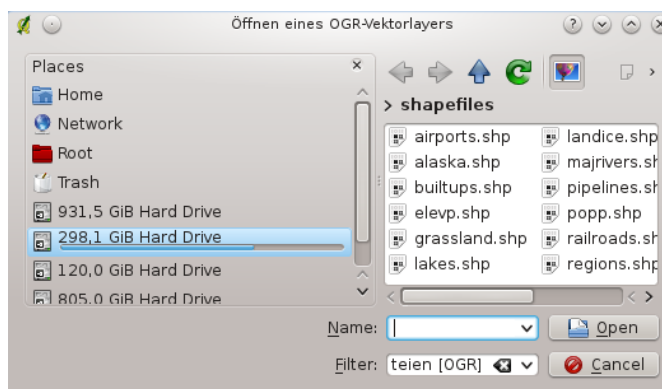 Öffnen eines OGR-Vektorlayers
Places
Home
Network
Root
Trash
931,5 GiB Hard Drive
298,1 GiB Hard Drive
120,0 GiB Hard Drive
805,0 GiB Hard Drive
shapefiles
airports.shp
alaska.shp
builtups.shp
elevp.shp
grassland.shp
lakes.shp
landice.shp
majrivers.sh
pipelines.sh
popp.shp
railroads.sh
regions.shp
Name:
Open
Filter:
teien [OGR]
Cancel